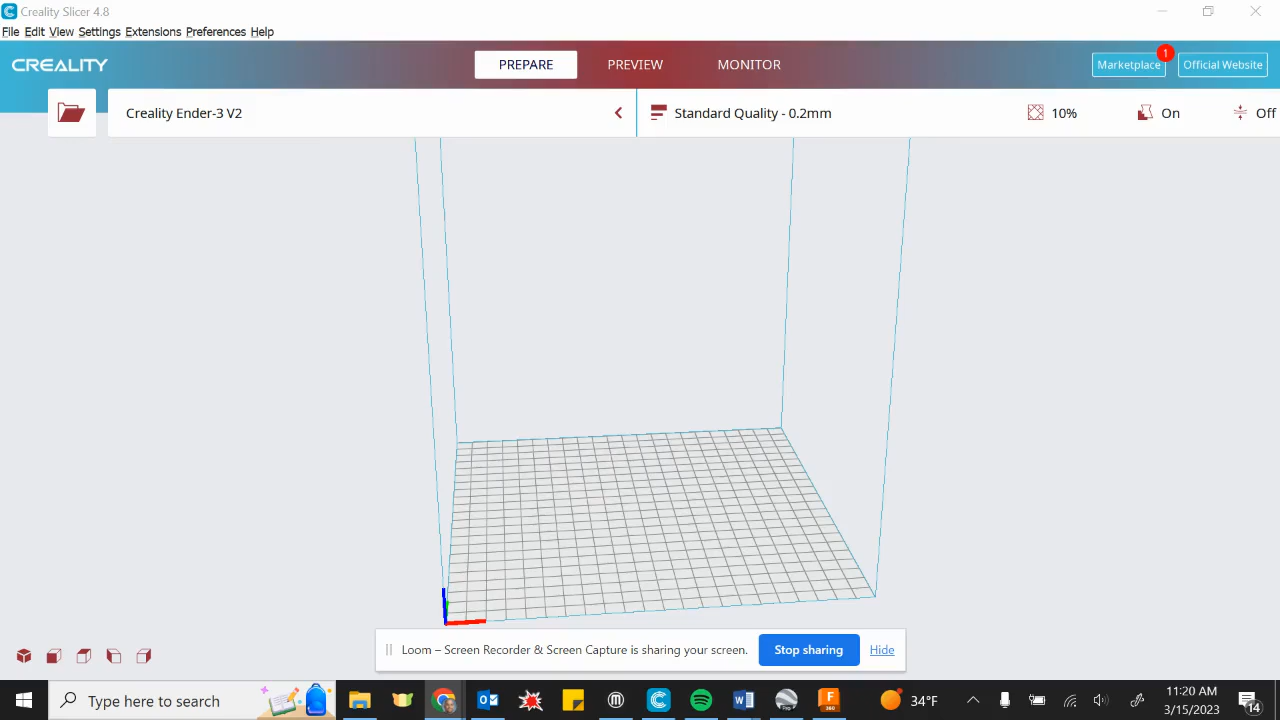 Creality Slicer 4.8
File Edit View Settings Extensions Preferences Help
CREALITY
PREPARE
PREVIEW
MONITOR
Marketplace
1
Official Website
Creality Ender-3 V2
Standard Quality - 0.2mm
10%
On
Off
Loom – Screen Recorder & Screen Capture is sharing your screen.
Stop sharing
Hide
Type here to search
34°F
11:20 AM
3/15/2023
14